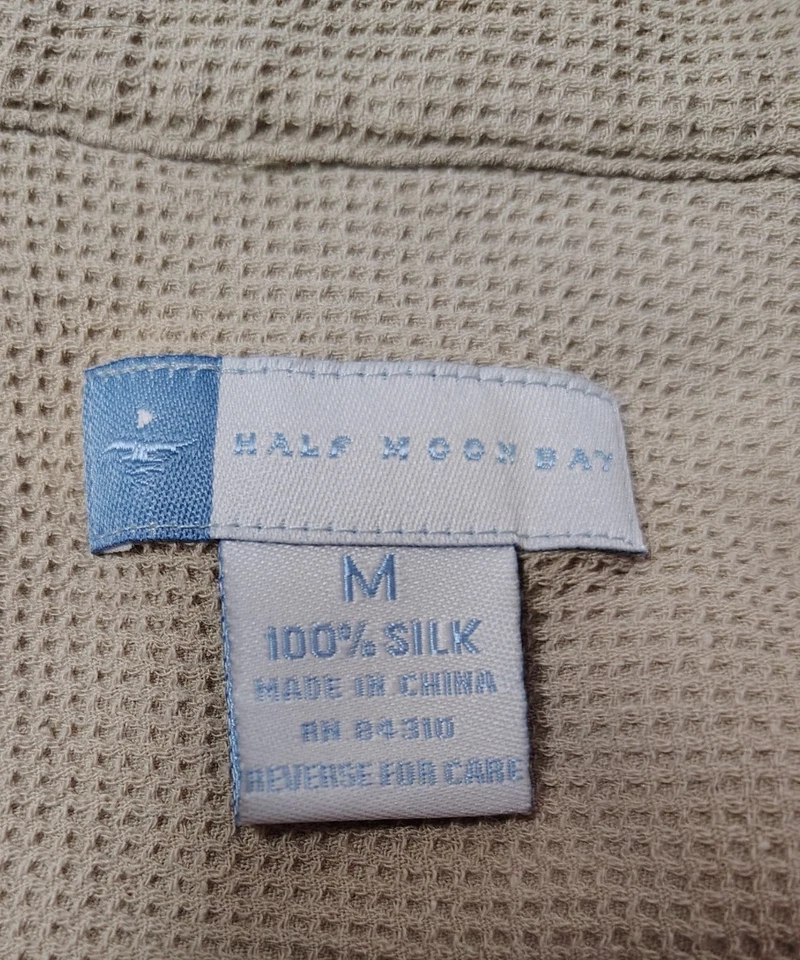 HALF MOON BAY
M
100% SILK
MADE IN CHINA
RN 84310
REVERSE FOR CARE